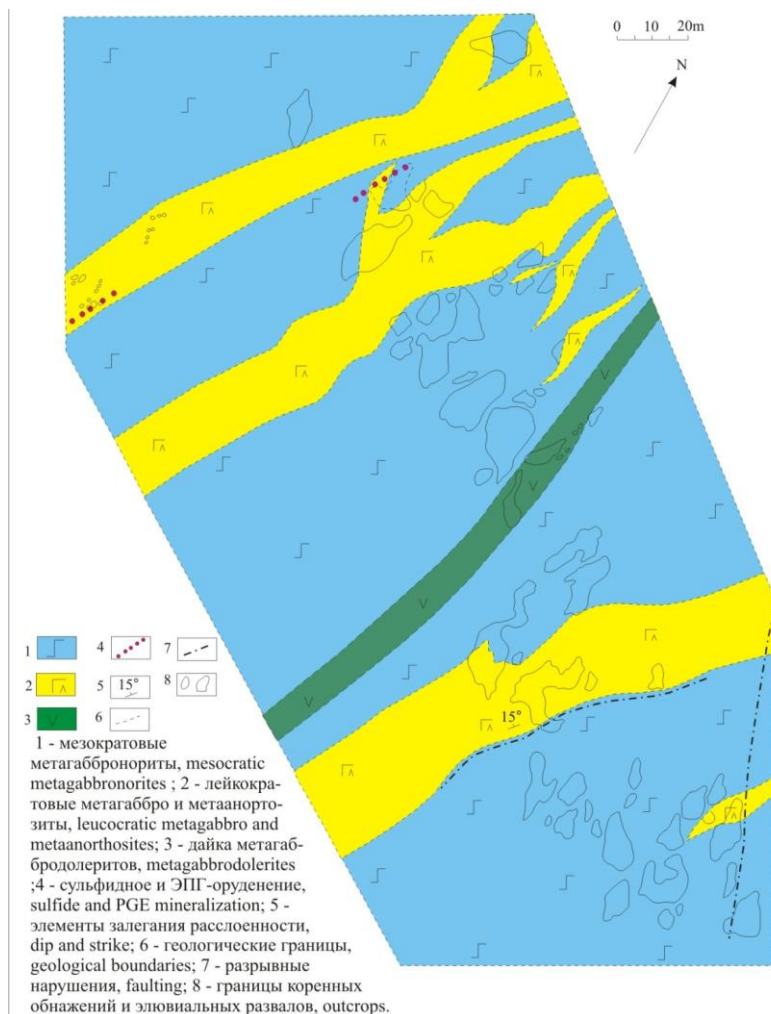 0 10 20m
N
15°
1
4
7
2
5 15°
8
3
6
1 - мезократовые
метагаббронориты, mesocratic
metagabbronorites ; 2 - лейкокра-
товые метагаббро и метаанорто-
зиты, leucocratic metagabbro and
metaanorthosites; 3 - дайка метагаб-
бродолеритов, metagabbrodolerites
;4 - сульфидное и ЭПГ-оруденение,
sulfide and PGE mineralization; 5 -
элементы залегания расслоенности,
dip and strike; 6 - геологические границы,
geological boundaries; 7 - разрывные
нарушения, faulting; 8 - границы коренных
обнажений и элювиальных развалов, outcrops.